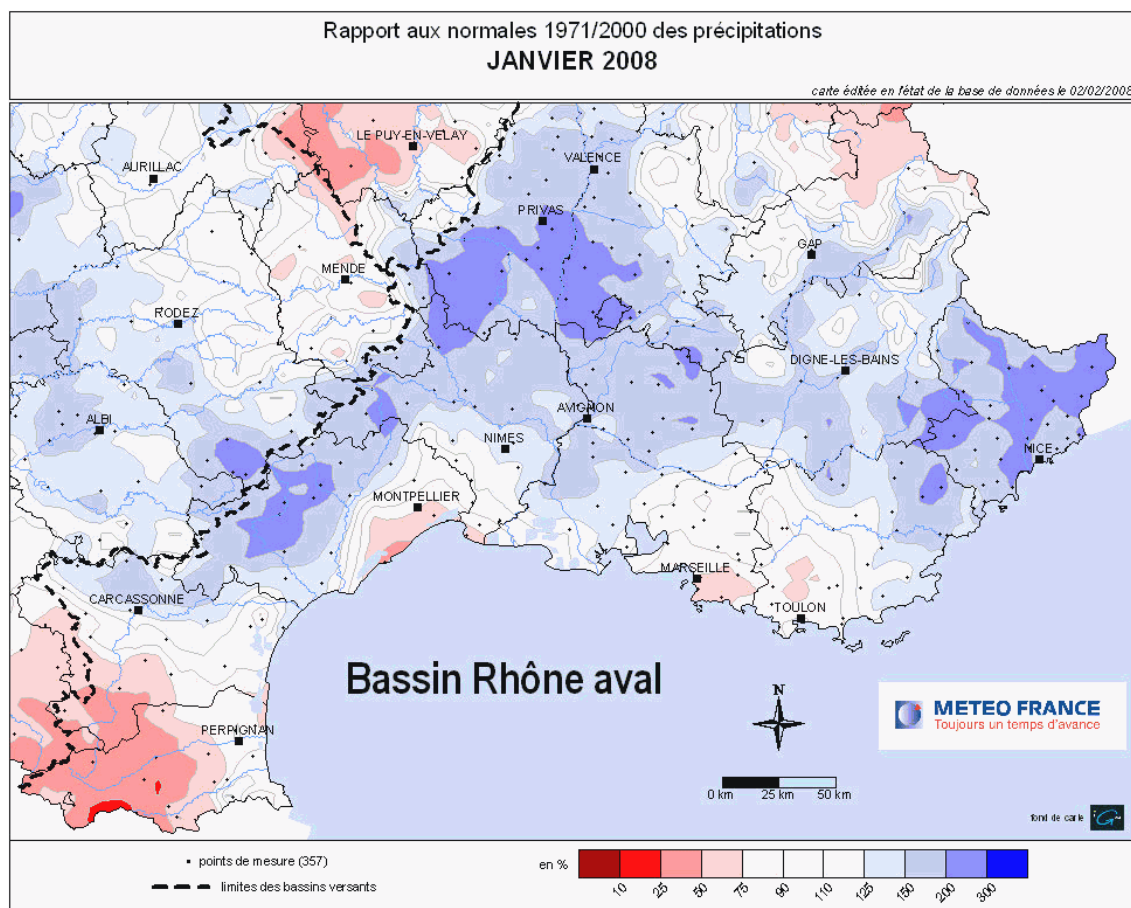 Rapport aux normales 1971/2000 des précipitations
JANVIER 2008
carte éditée en l'état de la base de données le 02/02/2008
LE PUY-EN-VELAY
AURILLAC
VALENCE
PRIVAS
GAP
MENDE
RODEZ
DIGNE-LES-BAINS
ALBI
AVIGNON
NIMES
NICE
MONTPELLIER
MARSEILLE
CARCASSONNE
TOULON
Bassin Rhône aval
N
METEO FRANCE
Toujours un temps d'avance
PERPIGNAN
0 km 25 km 50 km
fond de carte
points de mesure (357)
limites des bassins versants
en %
10 25 50 75 90 110 125 150 200 300